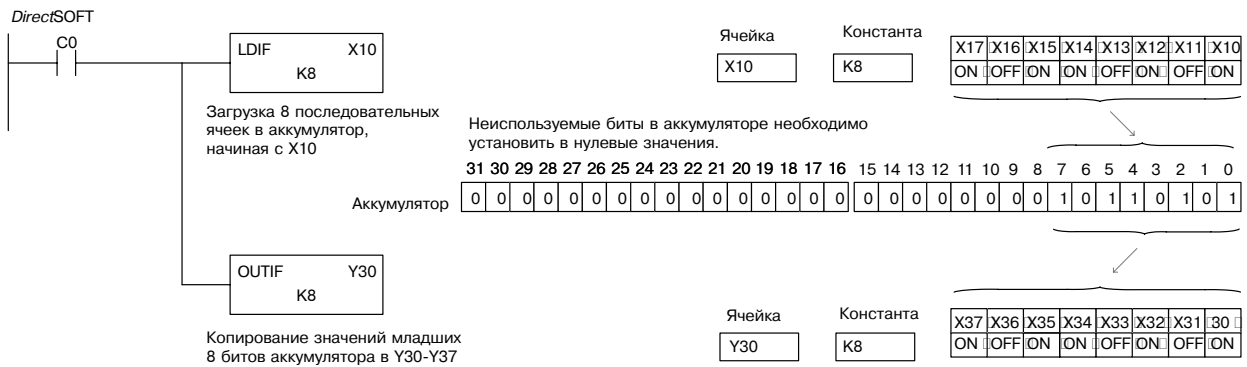 DirectSOFT
C0
LDIF X10
K8
Загрузка 8 последовательных
ячеек в аккумулятор,
начиная с X10
Ячейка Константа
X10 K8
X17 X16 X15 X14 X13 X12 X11 X10
ON OFF ON ON OFF ON OFF ON
Неиспользуемые биты в аккумуляторе необходимо
установить в нулевые значения.
31 30 29 28 27 26 25 24 23 22 21 20 19 18 17 16 15 14 13 12 11 10 9 8 7 6 5 4 3 2 1 0
Аккумулятор 0 0 0 0 0 0 0 0 0 0 0 0 0 0 0 0 0 0 0 0 0 0 0 0 1 0 1 1 0 1 0 1
OUTIF Y30
K8
Копирование значений младших
8 битов аккумулятора в Y30-Y37
Ячейка Константа
Y30 K8
X37 X36 X35 X34 X33 X32 X31 30
ON OFF ON ON OFF ON OFF ON